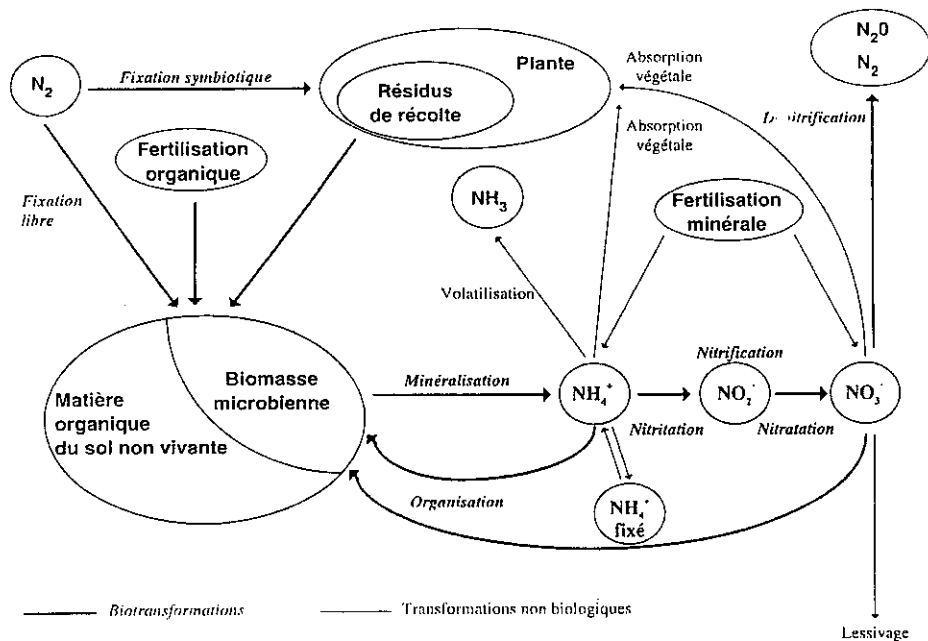 N₂0
N₂
N₂
Fixation symbiotique
Plante
Absorption
végétale
Résidus
de récolte
Absorption
végétale
Fertilisation
organique
Fixation
libre
NH₃
Fertilisation
minérale
Volatilisation
Nitrification
Biomasse
microbienne
Minéralisation
NH₄⁺
NO₂⁻
NO₃⁻
Matière
organique
du sol non vivante
Nitritation
Nitratation
Organisation
NH₄⁺
fixé
Biotransformations
Transformations non biologiques
Lessivage